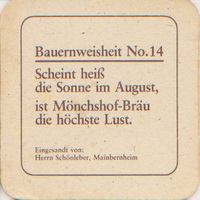 Bauernweisheit No.14
Scheint heiß
die Sonne im August,
ist Mönchshof-Bräu
die höchste Lust.
Eingesandt von:
Herrn Schönleber, Mainbernheim